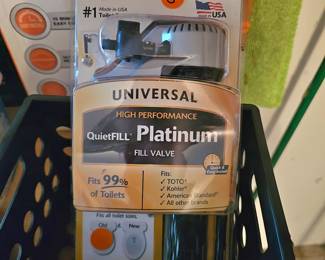 #1 Made in USA
USA
UNIVERSAL
HIGH PERFORMANCE
QuietFILL® Platinum™
FILL VALVE
Fits 99%
of Toilets
Fits:
✓ TOTO®
✓ Kohler®
✓ American Standard®
✓ All other brands
Fits all toilet sizes.
Old
New